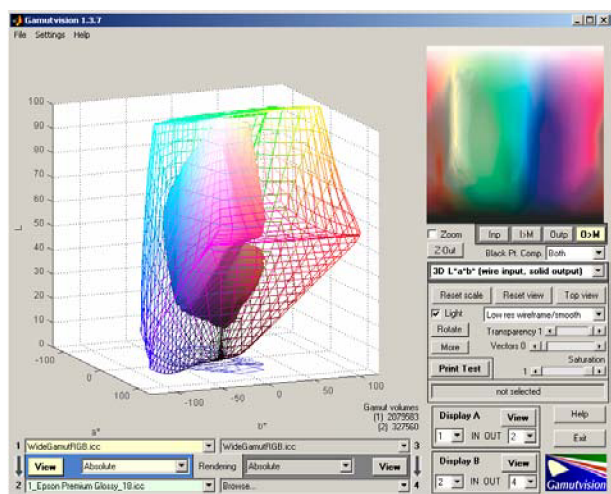 Gamutvision 1.3.7
File Settings Help
100
90
80
70
60
50
40
30
20
10
0
L
-100
0
100
a*
-100
-50
0
50
100
b*
Gamut volumes
(1) 2079583
(2) 327560
Zoom
Inp
I>M
Outp
O>M
Z Out
Black Pt. Comp.
Both
3D L*a*b* (wire input, solid output)
Reset scale
Reset view
Top view
Light
Low res wireframe/smooth
Rotate
Transparency 1
More
Vectors 0
Saturation
Print Test
1
not selected
Display A
View
1 IN OUT 2
Help
Display B
View
2 IN OUT 4
Exit
Gamutvision
1 WideGamutRGB.icc
WideGamutRGB.icc 3
View
Absolute
Rendering
Absolute
View
2 1_Epson Premium Glossy_18.icc
Browse... 4